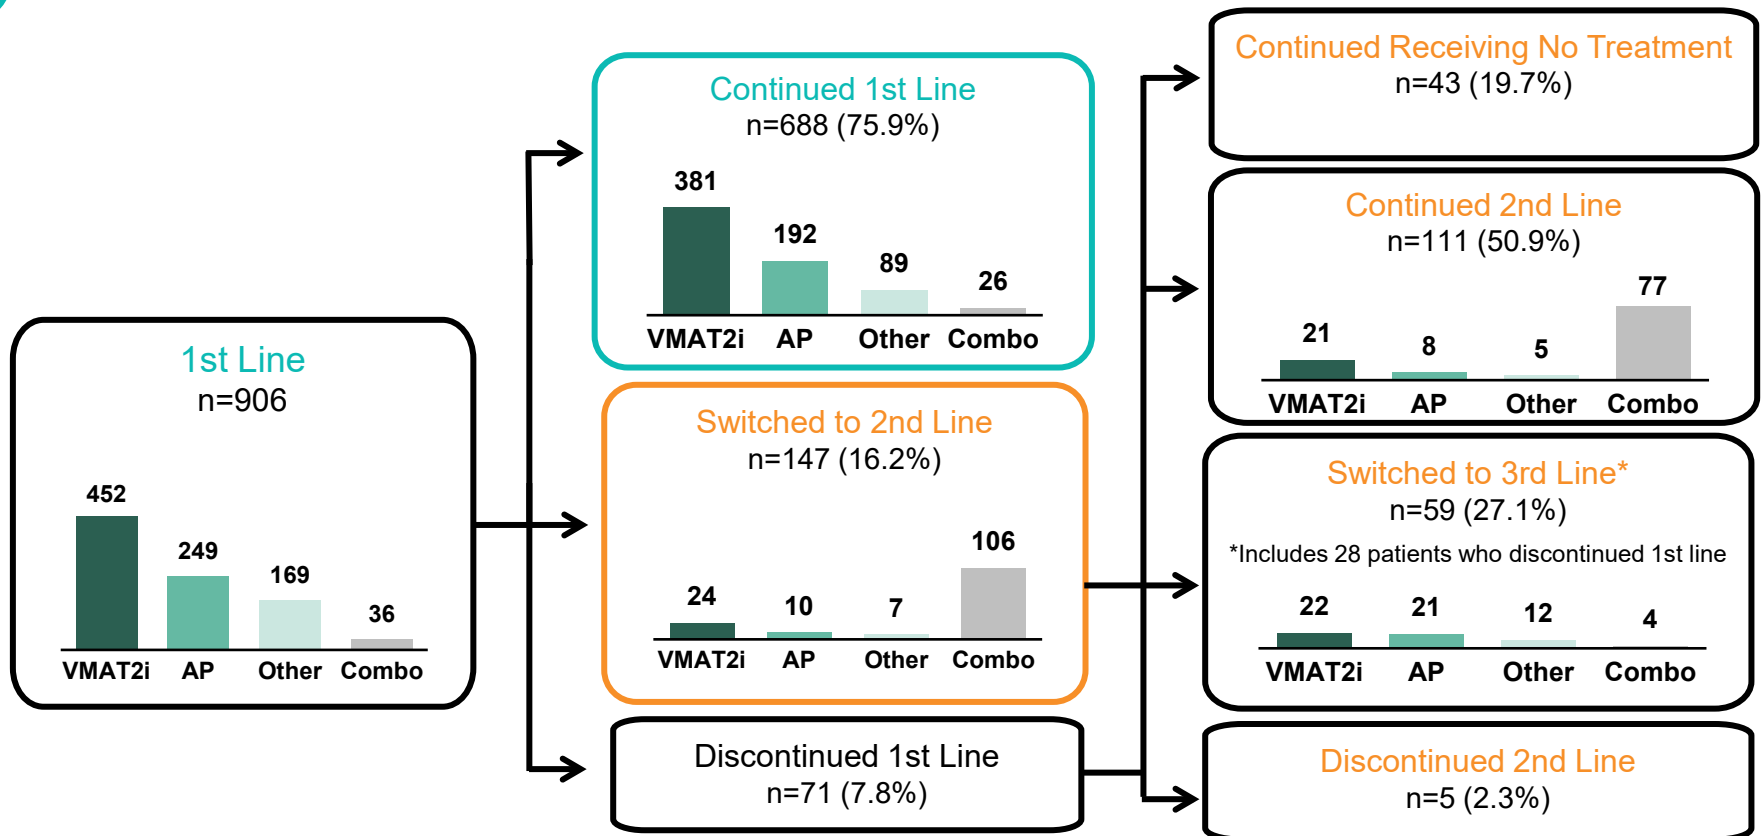 1st Line
n=906
452
249
169
36
VMAT2i
AP
Other
Combo
Continued 1st Line
n=688 (75.9%)
381
192
89
26
VMAT2i
AP
Other
Combo
Switched to 2nd Line
n=147 (16.2%)
24
10
7
106
VMAT2i
AP
Other
Combo
Discontinued 1st Line
n=71 (7.8%)
Continued Receiving No Treatment
n=43 (19.7%)
Continued 2nd Line
n=111 (50.9%)
21
8
5
77
VMAT2i
AP
Other
Combo
Switched to 3rd Line*
n=59 (27.1%)
*Includes 28 patients who discontinued 1st line
22
21
12
4
VMAT2i
AP
Other
Combo
Discontinued 2nd Line
n=5 (2.3%)